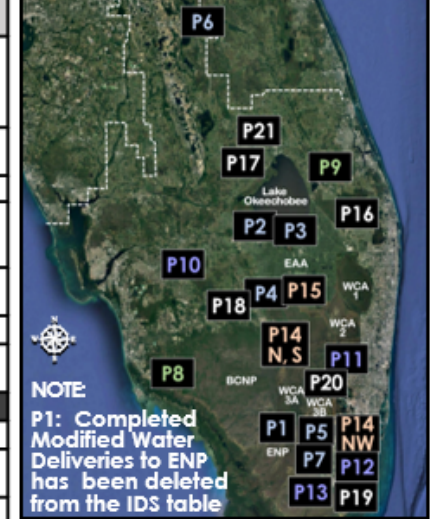 P6
P21
P17
P9
Lake
Okeechobee
P16
P2
P3
P10
EAA
P4
P15
WCA
1
P18
WCA
2
P14
N, S
P11
P8
BCNP
P20
WCA
3A
WCA
3B
N
W
E
S
NOTE:
P1: Completed
Modified Water
Deliveries to ENP
has been deleted
from the IDS table
P1
P5
P14
NW
ENP
P7
P12
P13
P19